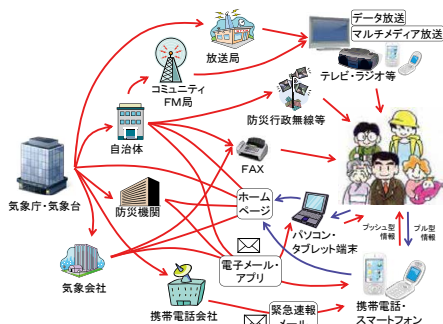 放送局
データ放送
マルチメディア放送
テレビ・ラジオ等
コミュニティ
FM局
防災行政無線等
自治体
FAX
気象庁・気象台
防災機関
ホーム
ページ
パソコン・
タブレット端末
プッシュ型
情報
プル型
情報
電子メール・
アプリ
気象会社
携帯電話会社
緊急速報
メール
携帯電話・
スマートフォン